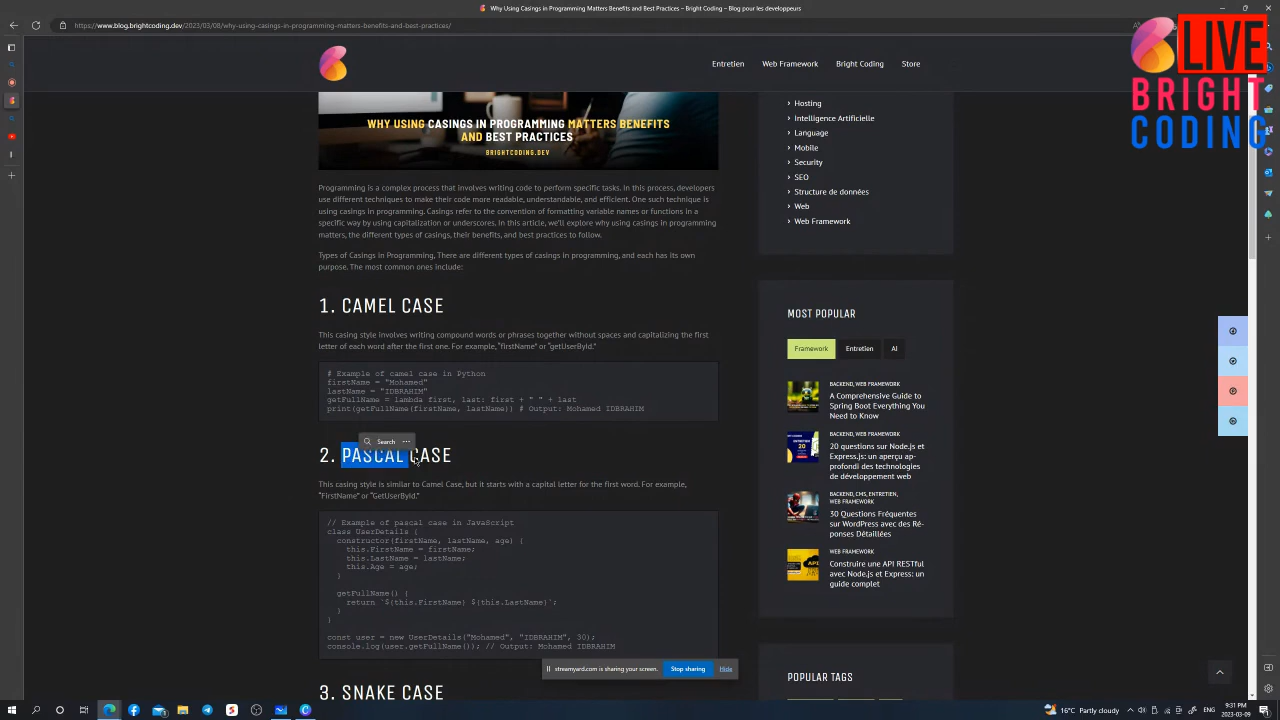 Why Using Casings in Programming Matters Benefits and Best Practices – Bright Coding – Blog pour les developpeurs
https://www.blog.brightcoding.dev/2023/03/08/why-using-casings-in-programming-matters-benefits-and-best-practices/
LIVE
BRIGHT
CODING
Entretien
Web Framework
Bright Coding
Store
WHY USING CASINGS IN PROGRAMMING MATTERS BENEFITS
AND BEST PRACTICES
BRIGHTCODING.DEV
Programming is a complex process that involves writing code to perform specific tasks. In this process, developers
use different techniques to make their code more readable, understandable, and efficient. One such technique is
using casings in programming. Casings refer to the convention of formatting variable names or functions in a
specific way by using capitalization or underscores. In this article, we'll explore why using casings in programming
matters, the different types of casings, their benefits, and best practices to follow.
Types of Casings in Programming, There are different types of casings in programming, and each has its own
purpose. The most common ones include:
1. CAMEL CASE
This casing style involves writing compound words or phrases together without spaces and capitalizing the first
letter of each word after the first one. For example, "firstName" or "getUserById."
# Example of camel case in Python
firstName = "Mohamed"
lastName = "IDBRAHIM"
getFullName = lambda first, last: first + " " + last
print(getFullName(firstName, lastName)) # Output: Mohamed IDBRAHIM
Search
2. PASCAL CASE
This casing style is similar to Camel Case, but it starts with a capital letter for the first word. For example,
"FirstName" or "GetUserById."
// Example of pascal case in JavaScript
class UserDetails {
constructor(firstName, lastName, age) {
this.FirstName = firstName;
this.LastName = lastName;
this.Age = age;
}
getFullName() {
return `${this.FirstName} ${this.LastName}`;
}
}
const user = new UserDetails("Mohamed", "IDBRAHIM", 30);
console.log(user.getFullName()); // Output: Mohamed IDBRAHIM
3. SNAKE CASE
Hosting
Intelligence Artificielle
Language
Mobile
Security
SEO
Structure de données
Web
Web Framework
MOST POPULAR
Framework
Entretien
AI
BACKEND, WEB FRAMEWORK
A Comprehensive Guide to
Spring Boot Everything You
Need to Know
BACKEND, WEB FRAMEWORK
20 questions sur Node.js et
Express.js: un aperçu ap-
profondi des technologies
de développement web
BACKEND, CMS, ENTRETIEN,
WEB FRAMEWORK
30 Questions Fréquentes
sur WordPress avec des Ré-
ponses Détaillées
WEB FRAMEWORK
Construire une API RESTful
avec Node.js et Express: un
guide complet
POPULAR TAGS
streamyard.com is sharing your screen.
Stop sharing
Hide
16°C Partly cloudy
ENG
9:31 PM
2023-03-09